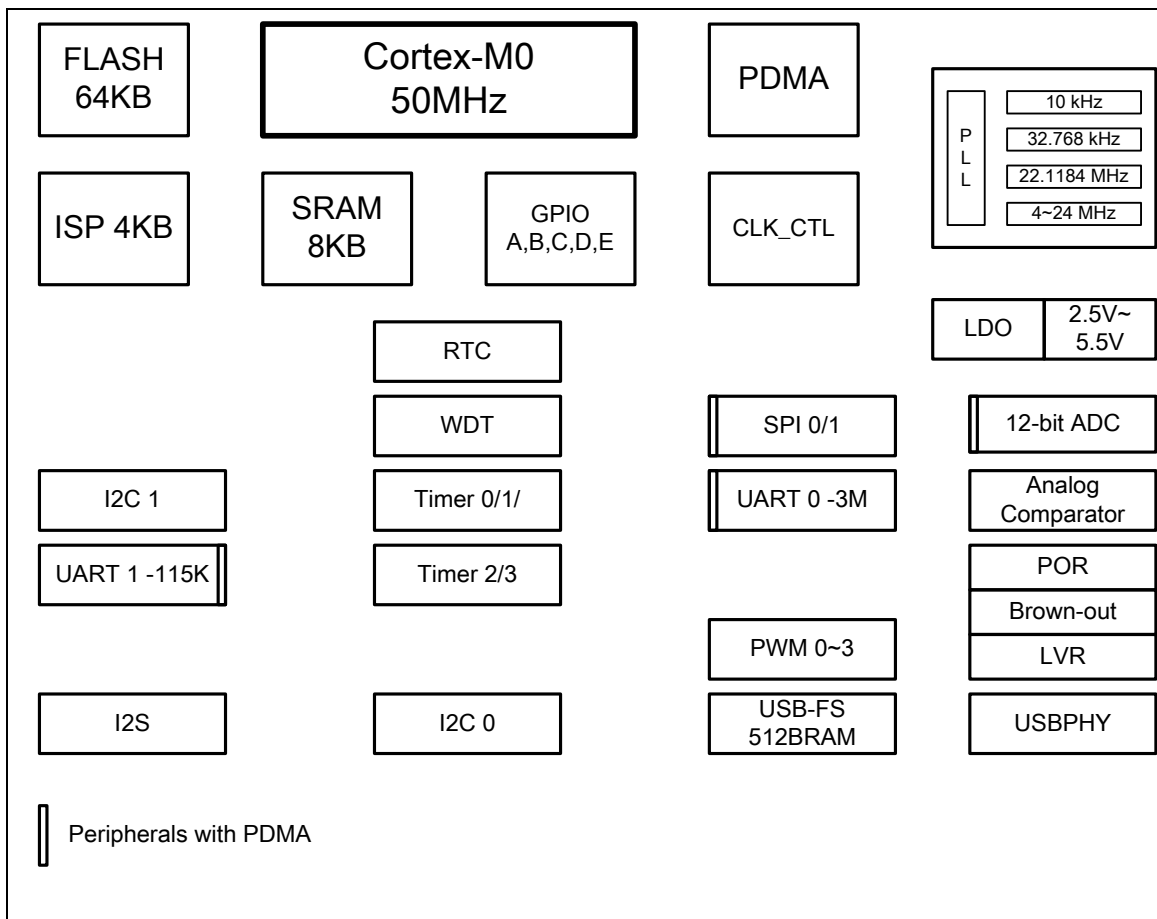 FLASH
64KB
Cortex-M0
50MHz
PDMA
P
L
L
10 kHz
32.768 kHz
22.1184 MHz
4~24 MHz
ISP 4KB
SRAM
8KB
GPIO
A,B,C,D,E
CLK_CTL
LDO
2.5V~
5.5V
RTC
WDT
SPI 0/1
12-bit ADC
I2C 1
Timer 0/1/
UART 0 -3M
Analog
Comparator
UART 1 -115K
Timer 2/3
POR
Brown-out
PWM 0~3
LVR
I2S
I2C 0
USB-FS
512BRAM
USBPHY
Peripherals with PDMA